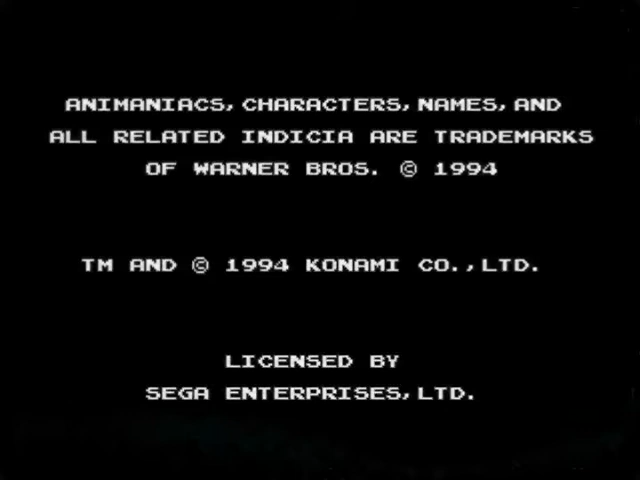 ANIMANIACS, CHARACTERS, NAMES, AND
ALL RELATED INDICIA ARE TRADEMARKS
OF WARNER BROS. © 1994
TM AND © 1994 KONAMI CO., LTD.
LICENSED BY
SEGA ENTERPRISES, LTD.